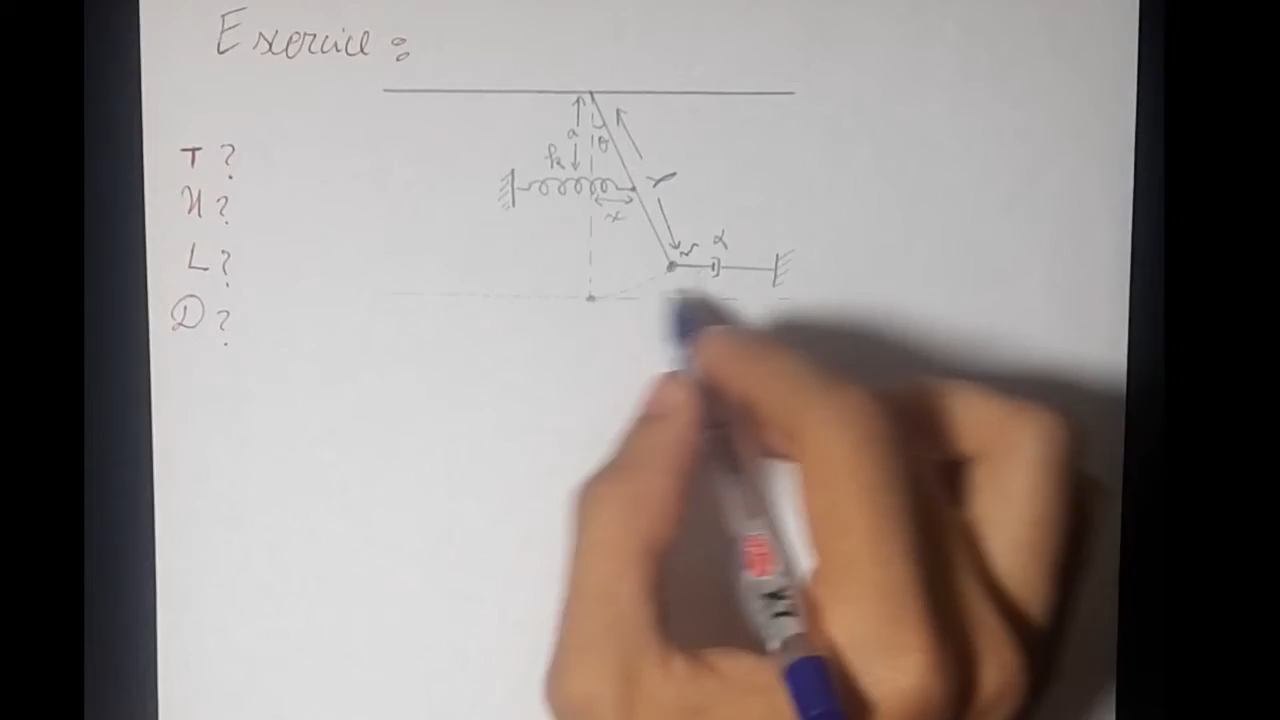 Exercice :
T ?
U ?
L ?
D ?
a
θ
k
x
m
α